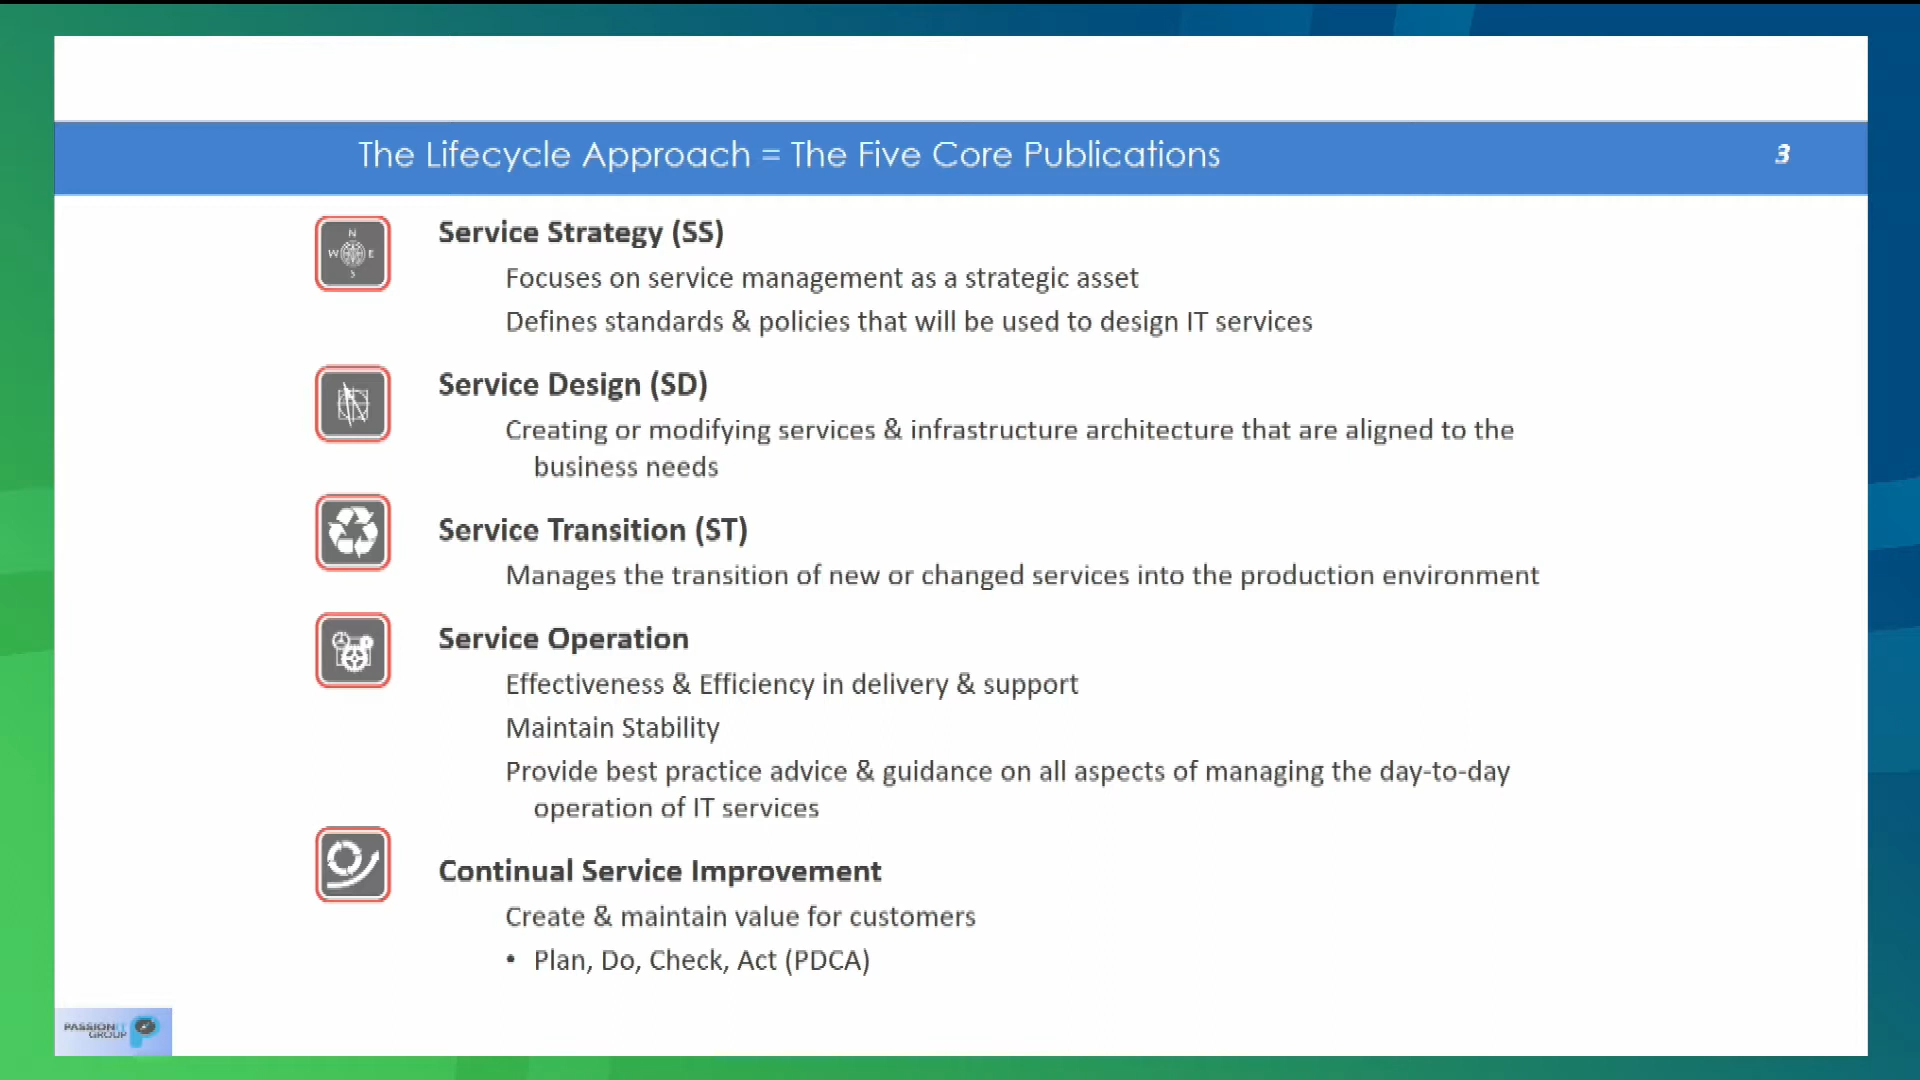 The Lifecycle Approach = The Five Core Publications
3
N
W E
S
Service Strategy (SS)
Focuses on service management as a strategic asset
Defines standards & policies that will be used to design IT services
Service Design (SD)
Creating or modifying services & infrastructure architecture that are aligned to the
business needs
Service Transition (ST)
Manages the transition of new or changed services into the production environment
Service Operation
Effectiveness & Efficiency in delivery & support
Maintain Stability
Provide best practice advice & guidance on all aspects of managing the day-to-day
operation of IT services
Continual Service Improvement
Create & maintain value for customers
• Plan, Do, Check, Act (PDCA)
PASSIONIT
GROUP